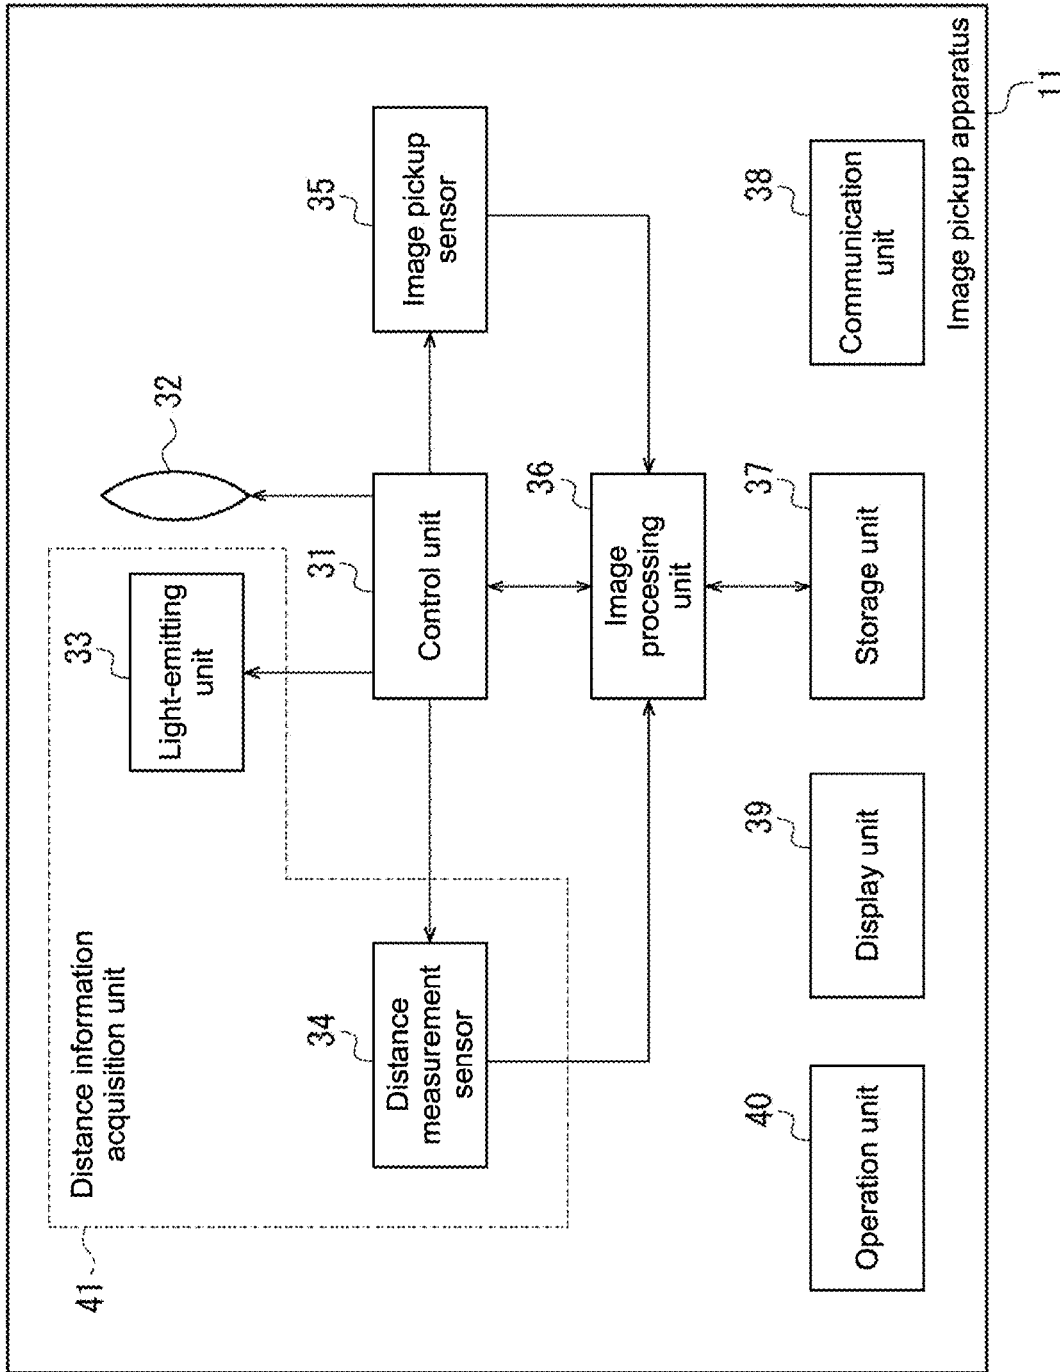 41
Distance information
acquisition unit
33
Light-emitting
unit
32
34
Distance
measurement
sensor
31
Control unit
35
Image pickup
sensor
36
Image
processing
unit
40
Operation unit
39
Display unit
37
Storage unit
38
Communication
unit
Image pickup apparatus
11